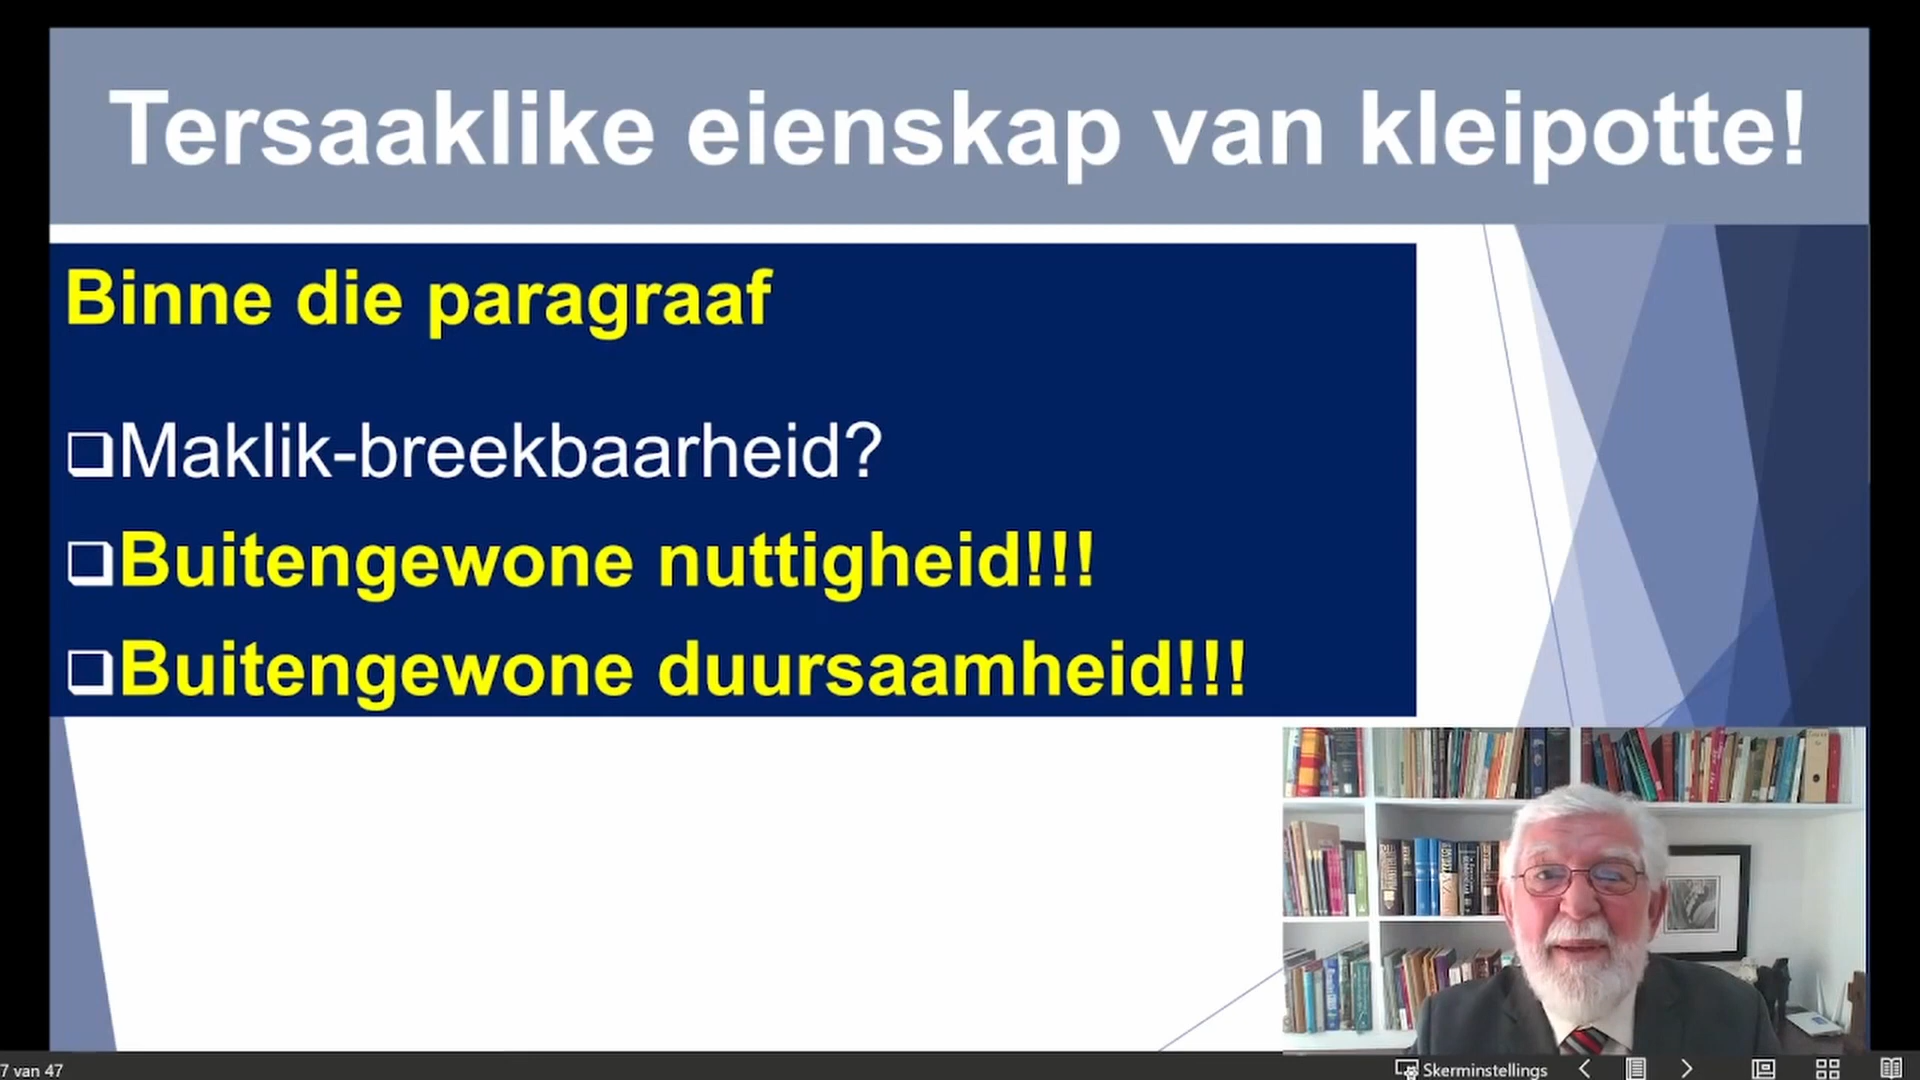 Tersaaklike eienskap van kleipotte!
Binne die paragraaf
Maklik-breekbaarheid?
Buitengewone nuttigheid!!!
Buitengewone duursaamheid!!!
7 van 47
Skerminstellings